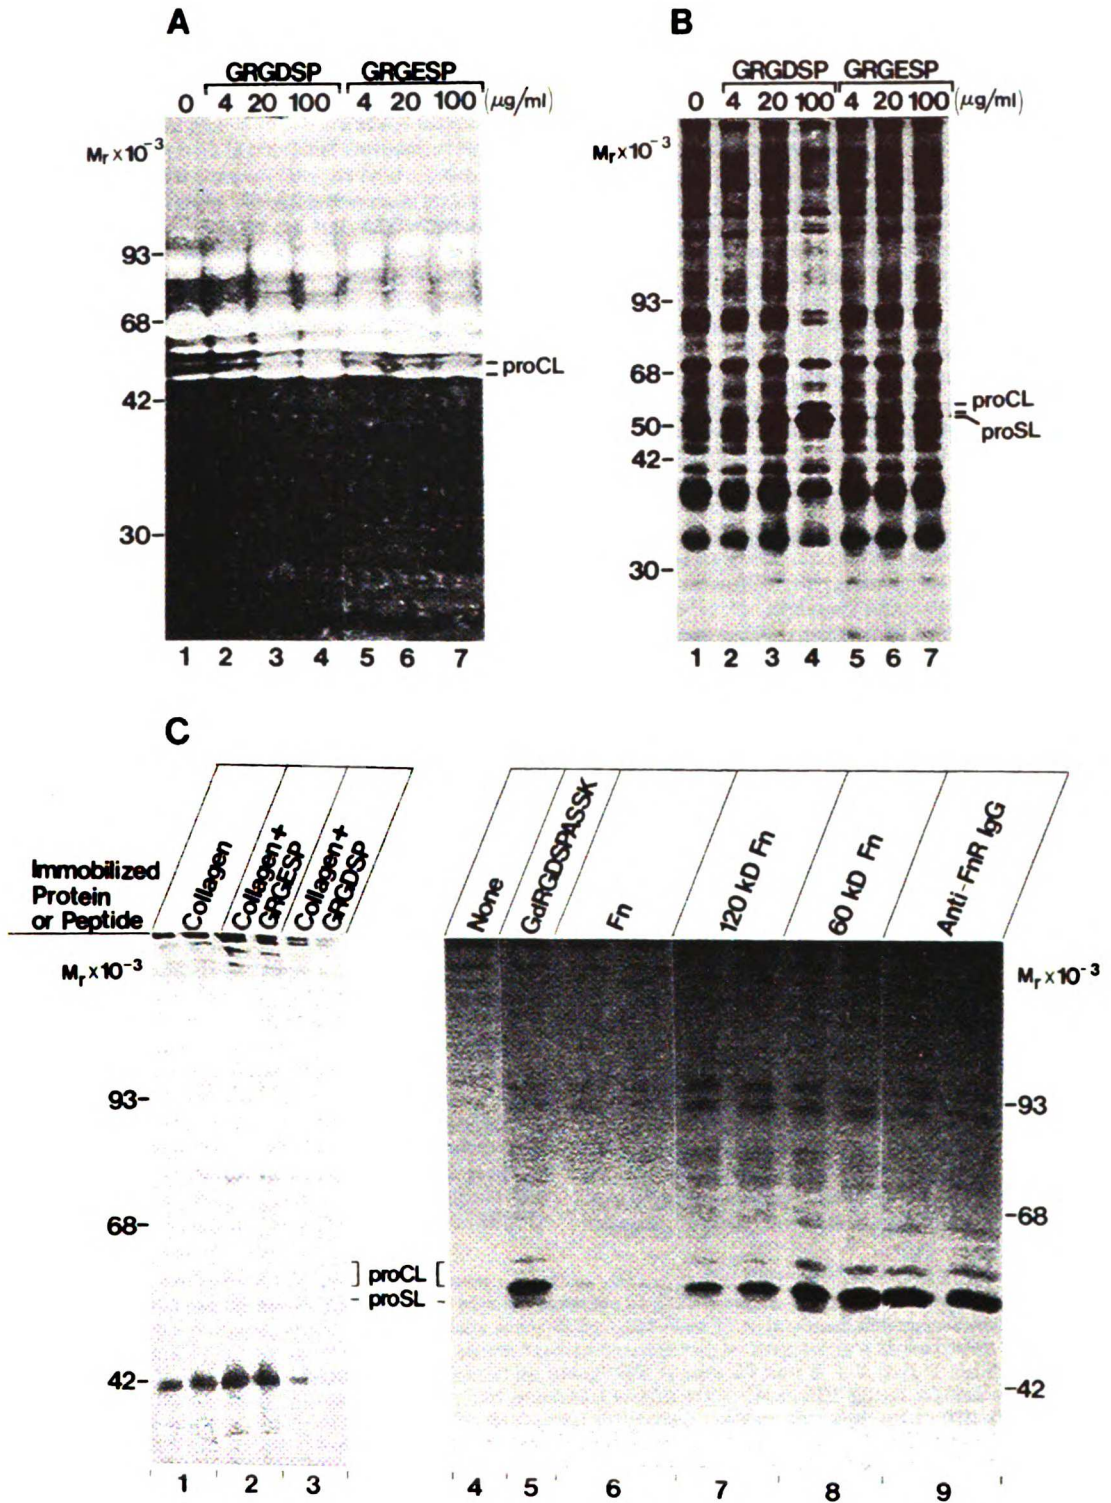 A
GRGDSP GRGESP
0 4 20 100 4 20 100 (μg/ml)
Mr×10-3
93
68
proCL
42
30
1 2 3 4 5 6 7
B
GRGDSP GRGESP
0 4 20 100 4 20 100 (μg/ml)
Mr×10-3
93
68
proCL
50
proSL
42
30
1 2 3 4 5 6 7
C
Immobilized
Protein
or Peptide
Collagen
Collagen+
GRGESP
Collagen+
GRGDSP
None
GdRGDSPASSK
Fn
120 kD Fn
60 kD Fn
Anti-FnR IgG
Mr×10-3
Mr×10-3
93
93
68
68
proCL
proSL
42
42
1 2 3 4 5 6 7 8 9